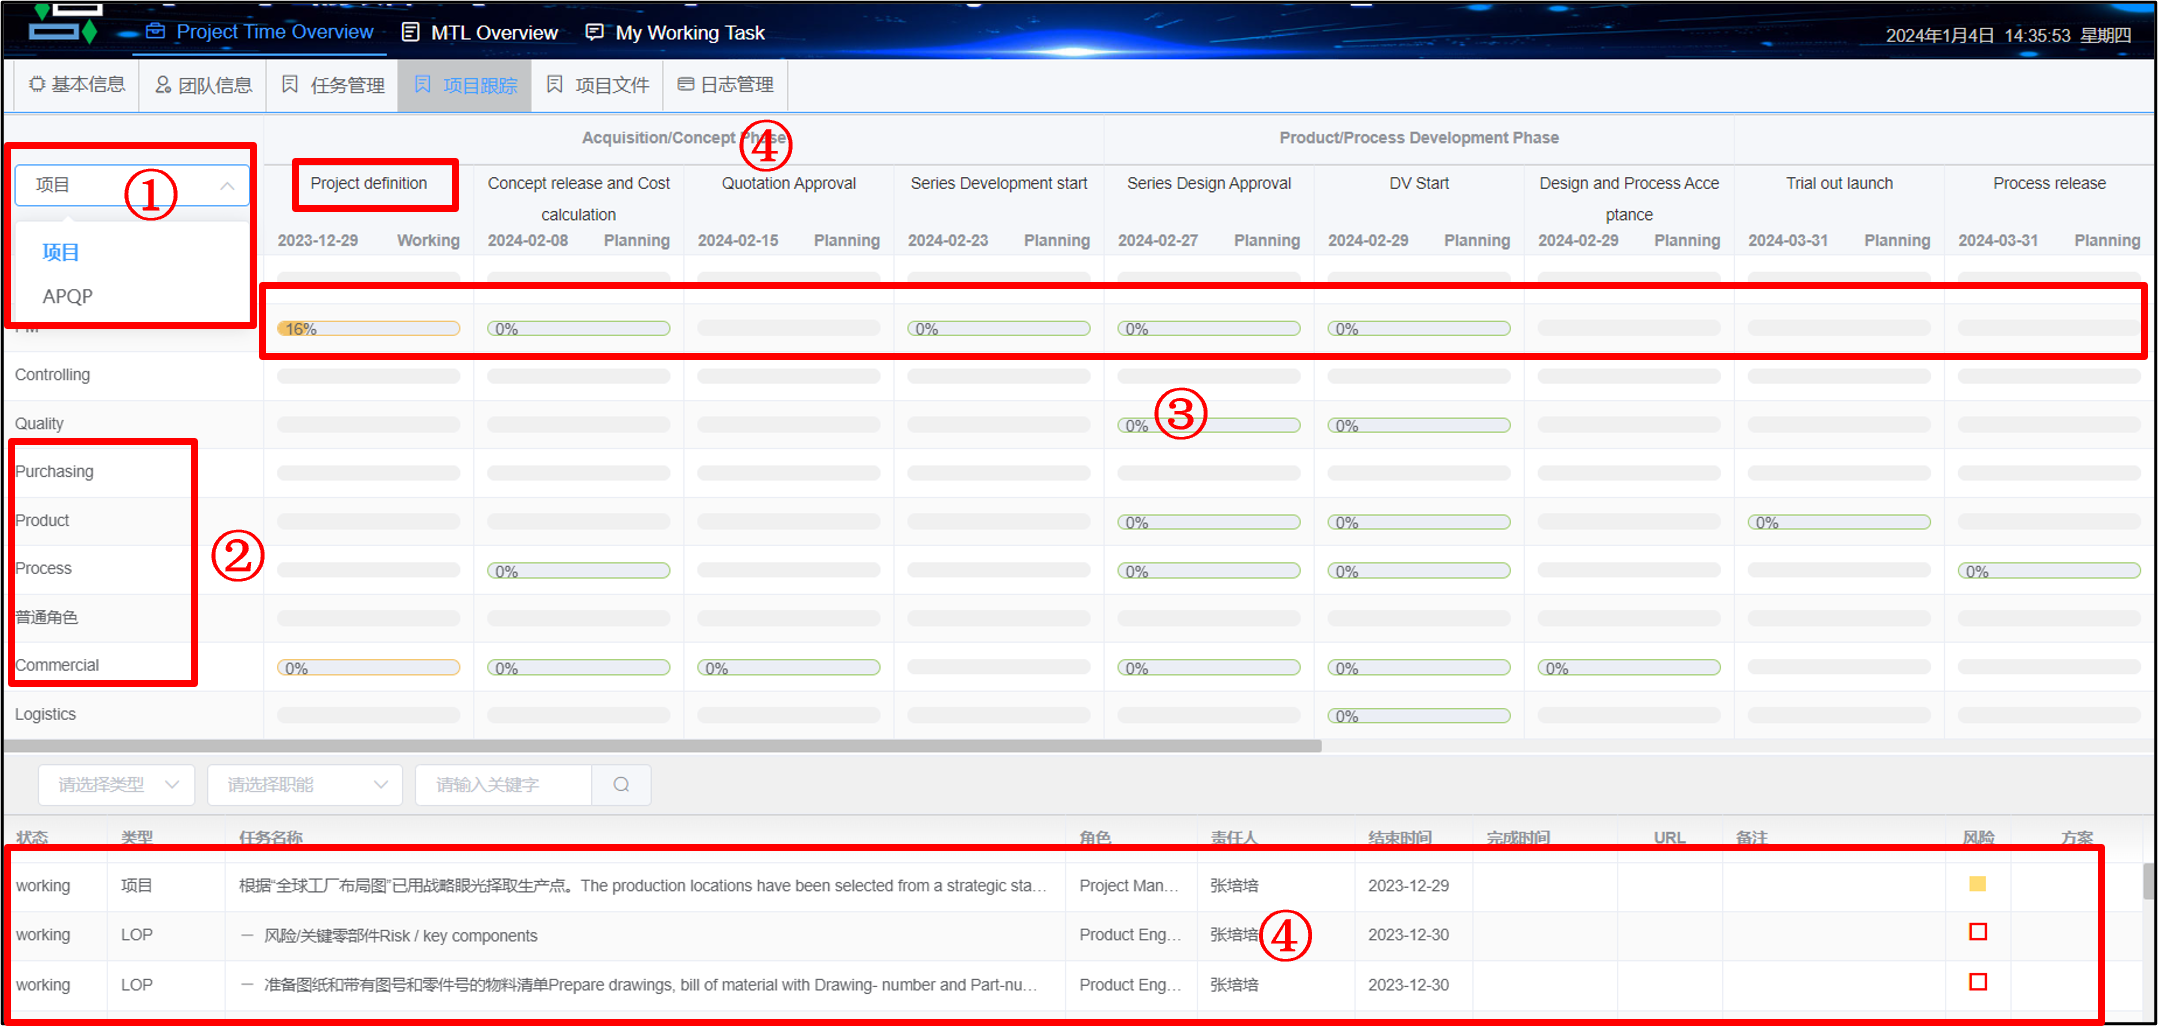 Project Time Overview MTL Overview My Working Task 2024年1月4日 14:35:53 星期四
基本信息 团队信息 任务管理 项目跟踪 项目文件 日志管理
Acquisition/Concept Phase ④ Product/Process Development Phase
项目 ①
项目
APQP
Project definition Concept release and Cost Quotation Approval Series Development start Series Design Approval DV Start Design and Process Acce Trial out launch Process release
calculation ptance
2023-12-29 Working 2024-02-08 Planning 2024-02-15 Planning 2024-02-23 Planning 2024-02-27 Planning 2024-02-29 Planning 2024-02-29 Planning 2024-03-31 Planning 2024-03-31 Planning
PM 16% 0% 0% 0% 0%
Controlling
③
Quality 0% 0%
Purchasing
Product 0% 0% 0%
②
Process 0% 0% 0% 0%
普通角色
Commercial 0% 0% 0% 0% 0% 0%
Logistics 0%
请选择类型 请选择职能 请输入关键字
状态 类型 任务名称 角色 责任人 结束时间 完成时间 URL 备注 风险 方案
working 项目 根据“全球工厂布局图”已用战略眼光择取生产点。The production locations have been selected from a strategic sta... Project Man... 张培培 2023-12-29
working LOP — 风险/关键零部件Risk / key components Product Eng... 张培培 ④ 2023-12-30
working LOP — 准备图纸和带有图号和零件号的物料清单Prepare drawings, bill of material with Drawing- number and Part-nu... Product Eng... 张培培 2023-12-30